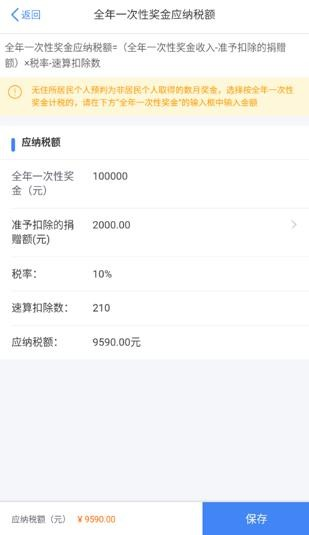 返回
全年一次性奖金应纳税额
全年一次性奖金应纳税额=（全年一次性奖金收入-准予扣除的捐赠
额）×税率-速算扣除数
无住所居民个人预判为非居民个人取得的数月奖金，选择按全年一次性
奖金计税的，请在下方“全年一次性奖金”的输入框中输入金额
应纳税额
全年一次性奖
金（元）
100000
准予扣除的捐
赠额(元)
2000.00
税率：
10%
速算扣除数：
210
应纳税额：
9590.00元
应纳税额（元）
¥ 9590.00
保存